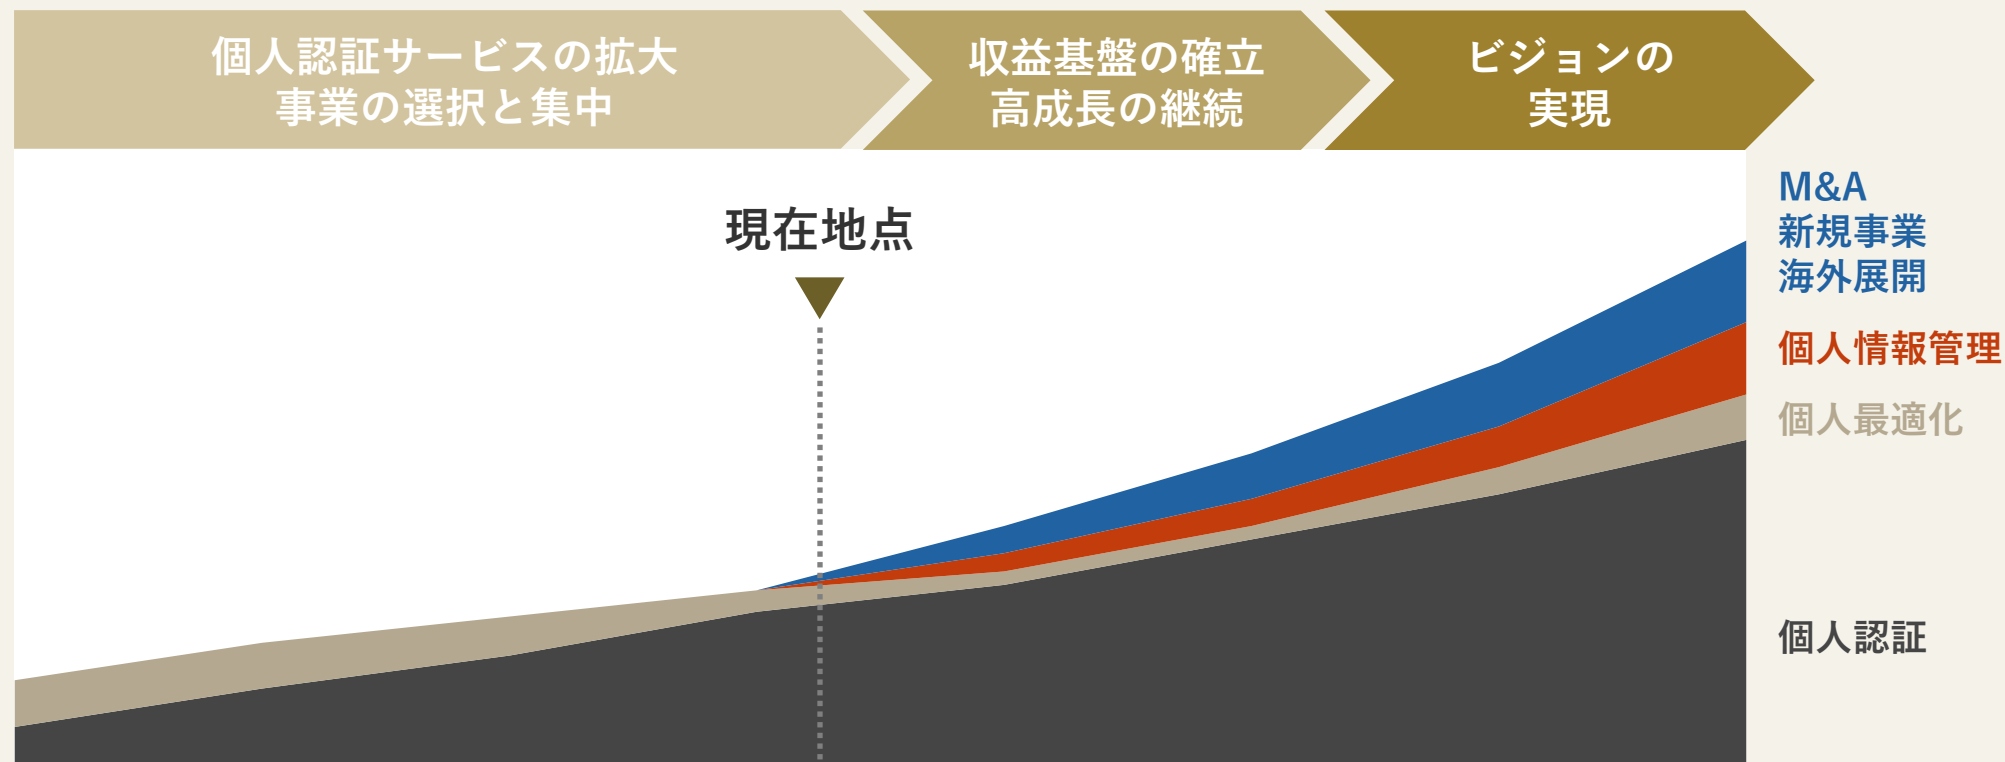 個人認証サービスの拡大
事業の選択と集中
収益基盤の確立
高成長の継続
ビジョンの
実現
現在地点
M&A
新規事業
海外展開
個人情報管理
個人最適化
個人認証